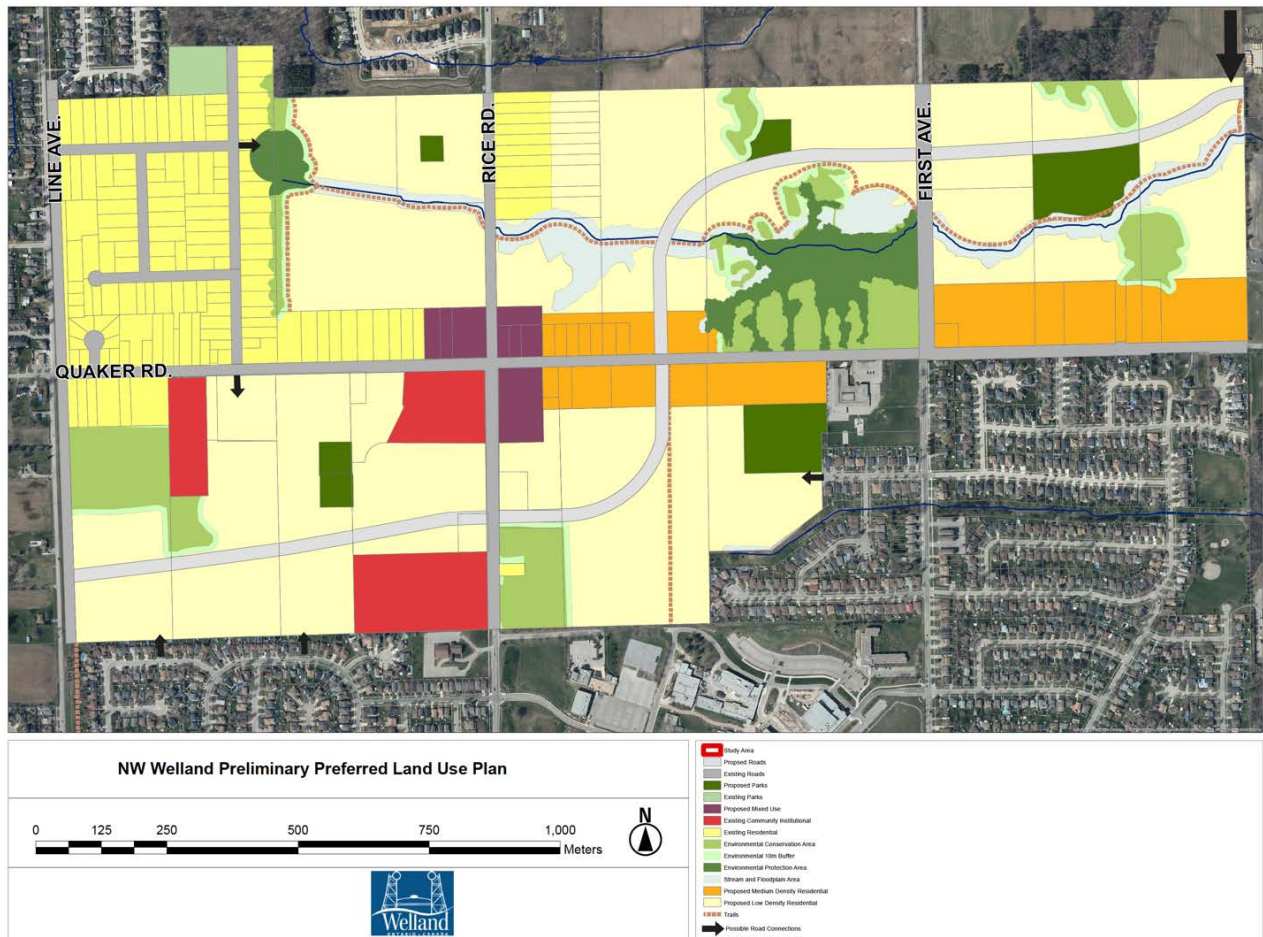 LINE AVE.
RICE RD.
FIRST AVE.
QUAKER RD.
NW Welland Preliminary Preferred Land Use Plan
0 125 250 500 750 1,000
Meters
N
Welland
ONTARIO • CANADA
Study Area
Propsed Roads
Existing Roads
Proposed Parks
Existing Parks
Proposed Mixed Use
Existing Community Institutional
Existing Residential
Environmental Conservation Area
Environmental 10m Buffer
Environmental Protection Area
Stream and Floodplain Area
Proposed Medium Density Residential
Proposed Low Density Residential
Trails
Possible Road Connections